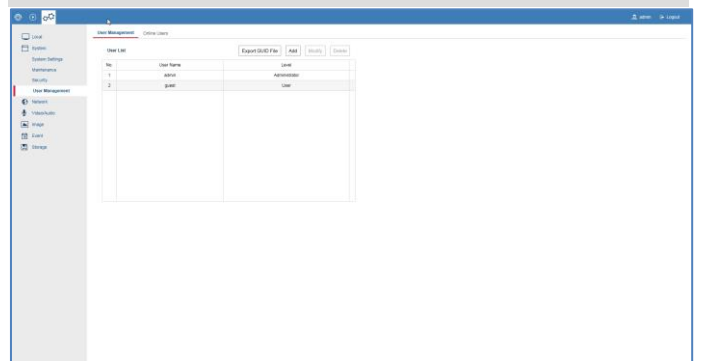 admin Logout
Local
System
System Settings
Maintenance
Security
User Management
Network
Video/Audio
Image
Event
Storage
User Management Online Users
User List Export GUID File Add Modify Delete
No. User Name Level
1 admin Administrator
2 guest User